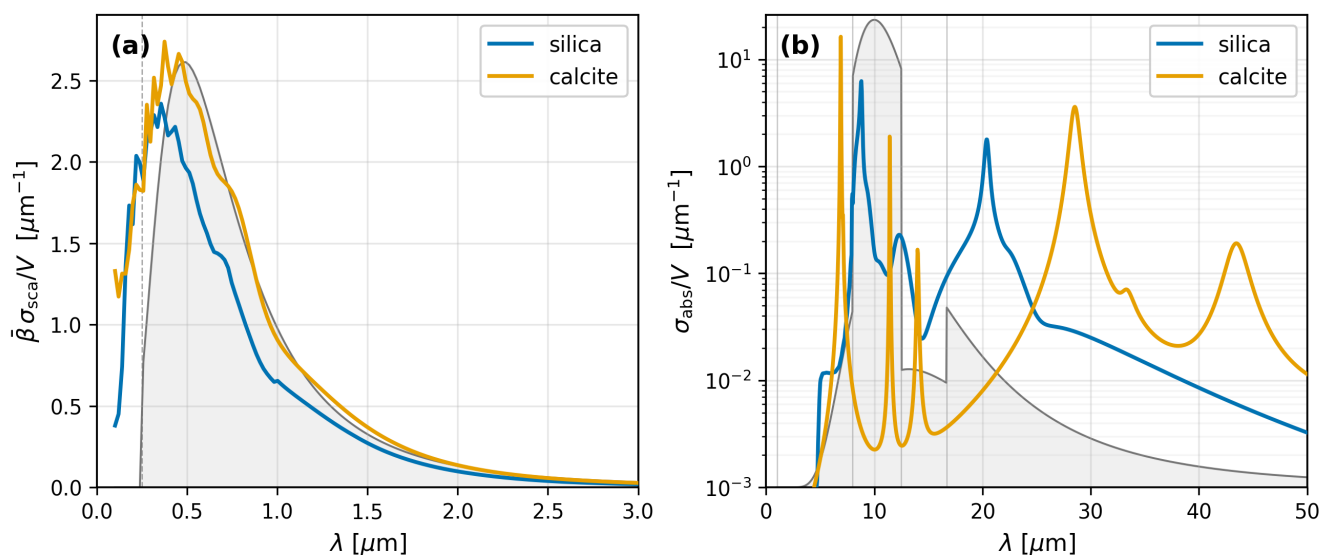 (a)
silica
calcite
β̄ σ_sca/V [μm⁻¹]
2.5
2.0
1.5
1.0
0.5
0.0
0.0 0.5 1.0 1.5 2.0 2.5 3.0
λ [μm]
(b)
silica
calcite
σ_abs/V [μm⁻¹]
10¹
10⁰
10⁻¹
10⁻²
10⁻³
0 10 20 30 40 50
λ [μm]